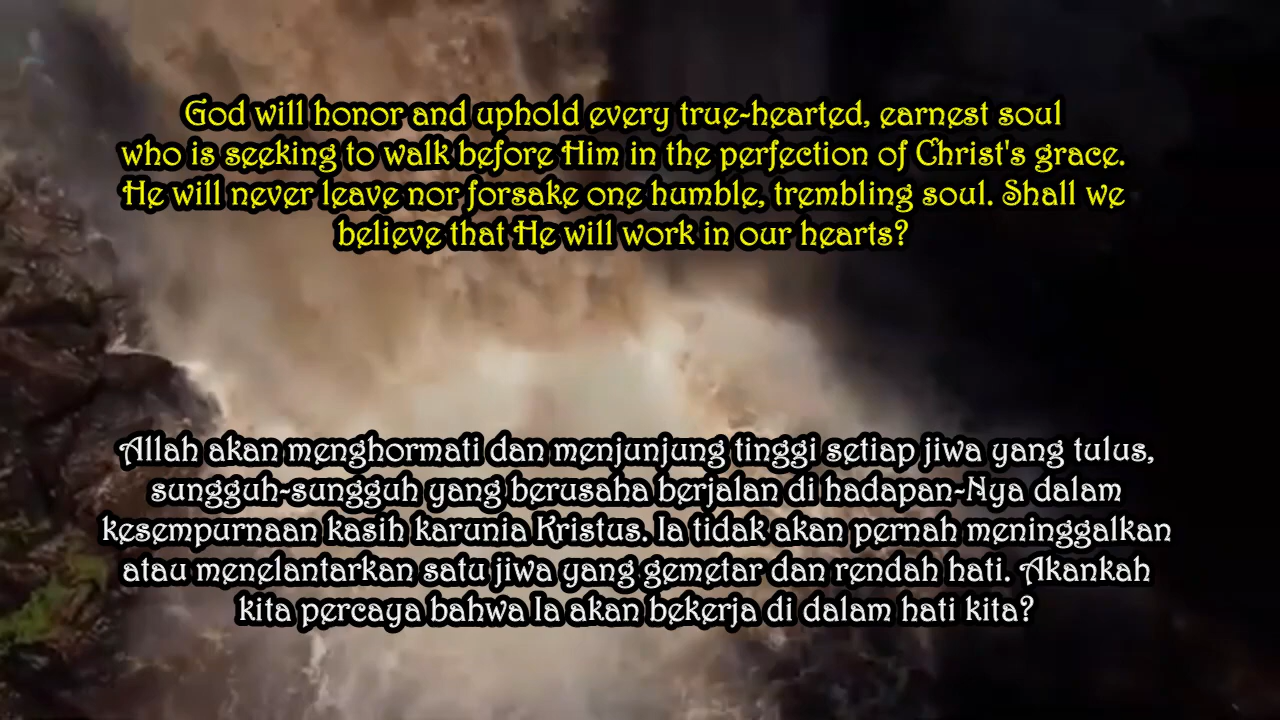 God will honor and uphold every true-hearted, earnest soul
who is seeking to walk before Him in the perfection of Christ's grace.
He will never leave nor forsake one humble, trembling soul. Shall we
believe that He will work in our hearts?
Allah akan menghormati dan menjunjung tinggi setiap jiwa yang tulus,
sungguh-sungguh yang berusaha berjalan di hadapan-Nya dalam
kesempurnaan kasih karunia Kristus. Ia tidak akan pernah meninggalkan
atau menelantarkan satu jiwa yang gemetar dan rendah hati. Akankah
kita percaya bahwa Ia akan bekerja di dalam hati kita?